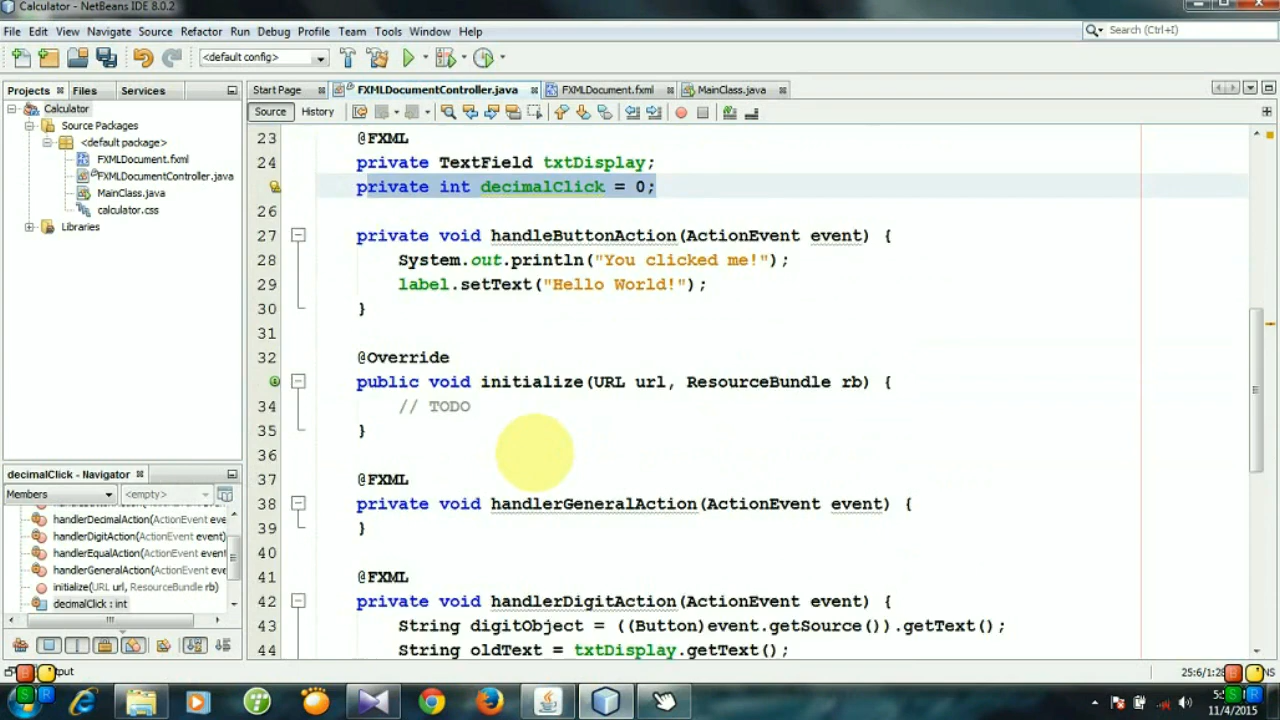 Calculator - NetBeans IDE 8.0.2
File Edit View Navigate Source Refactor Run Debug Profile Team Tools Window Help
Search (Ctrl+I)
<default config>
Projects Files Services
Start Page FXMLDocumentController.java FXMLDocument.fxml MainClass.java
Source History
Calculator
Source Packages
<default package>
FXMLDocument.fxml
FXMLDocumentController.java
MainClass.java
calculator.css
Libraries
23 @FXML
24 private TextField txtDisplay;
private int decimalClick = 0;
26
27 private void handleButtonAction(ActionEvent event) {
28 System.out.println("You clicked me!");
29 label.setText("Hello World!");
30 }
31
32 @Override
public void initialize(URL url, ResourceBundle rb) {
34 // TODO
35 }
36
37 @FXML
38 private void handlerGeneralAction(ActionEvent event) {
39 }
40
41 @FXML
42 private void handlerDigitAction(ActionEvent event) {
43 String digitObject = ((Button)event.getSource()).getText();
44 String oldText = txtDisplay.getText();
decimalClick - Navigator
Members <empty>
handlerDecimalAction(ActionEvent eve
handlerDigitAction(ActionEvent event)
handlerEqualAction(ActionEvent event
handlerGeneralAction(ActionEvent eve
initialize(URL url, ResourceBundle rb)
decimalClick : int
11/4/2015